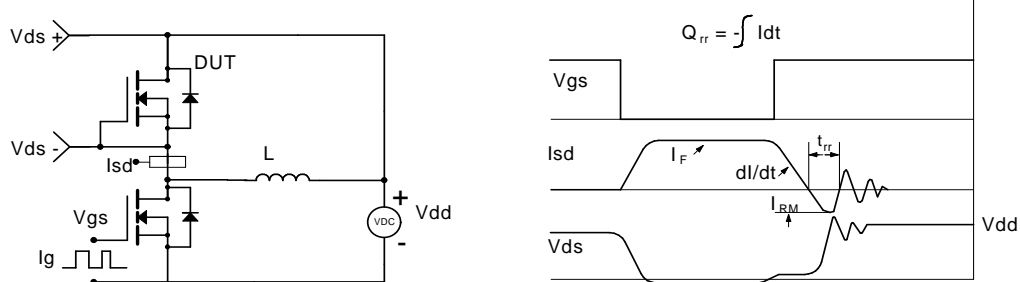 Vds +
DUT
Vds -
Isd
L
Vgs
Ig
+
VDC
-
Vdd
Q rr = -∫ Idt
Vgs
Isd
I F
dI/dt
t rr
I RM
Vds
Vdd